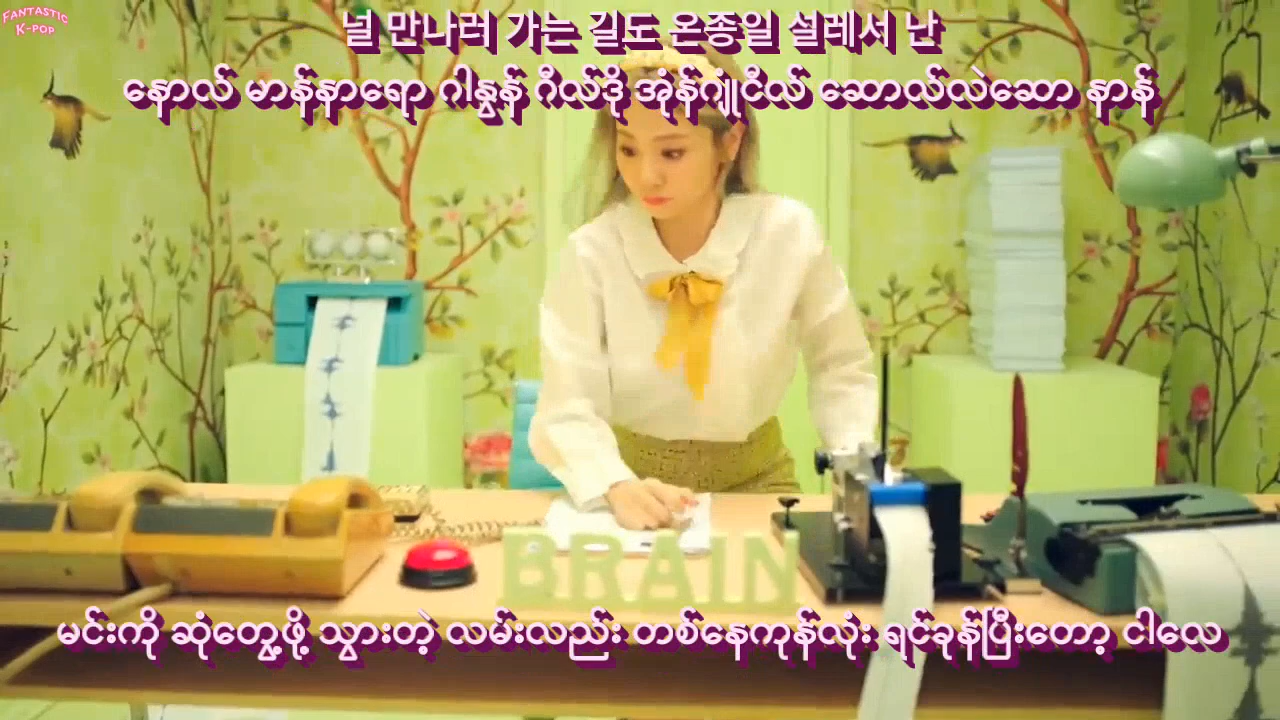 FANTASTIC
K-POP
널 만나러 가는 길도 온종일 설레서 난
နောလ် မာန်နာရော ဂါနွန် ဂီလ်ဒို အုံန်ဂျုံငီလ် ဆောလ်လဲဆော နာန်
BRAIN
မင်းကို ဆုံတွေ့ဖို့ သွားတဲ့ လမ်းလည်း တစ်နေကုန်လုံး ရင်ခုန်ပြီးတော့ ငါလေ